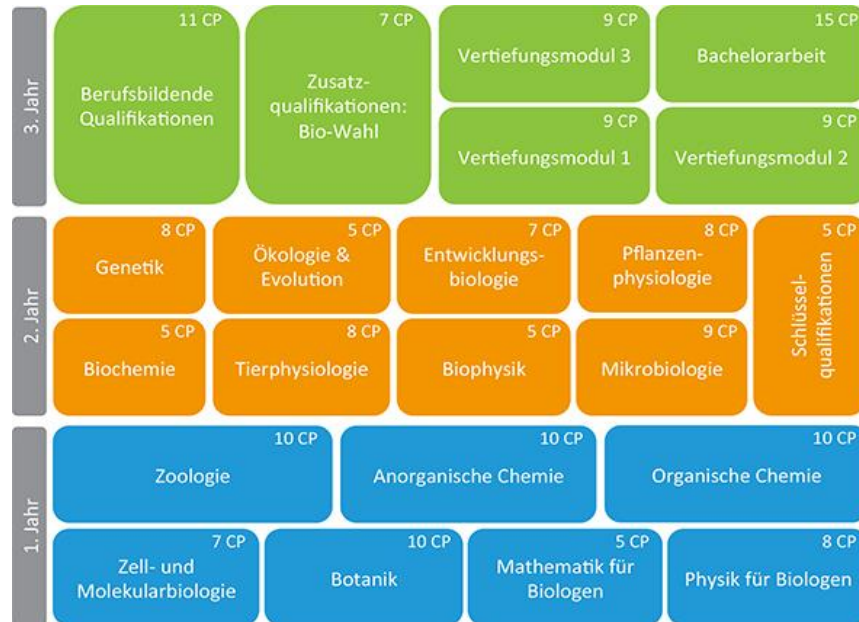 3. Jahr
11 CP
Berufsbildende
Qualifikationen
7 CP
Zusatz-
qualifikationen:
Bio-Wahl
9 CP
Vertiefungsmodul 3
15 CP
Bachelorarbeit
9 CP
Vertiefungsmodul 1
9 CP
Vertiefungsmodul 2
2. Jahr
8 CP
Genetik
5 CP
Ökologie &
Evolution
7 CP
Entwicklungs-
biologie
8 CP
Pflanzen-
physiologie
5 CP
Schlüssel-
qualifikationen
5 CP
Biochemie
8 CP
Tierphysiologie
5 CP
Biophysik
9 CP
Mikrobiologie
1. Jahr
10 CP
Zoologie
10 CP
Anorganische Chemie
10 CP
Organische Chemie
7 CP
Zell- und
Molekularbiologie
10 CP
Botanik
5 CP
Mathematik für
Biologen
8 CP
Physik für Biologen